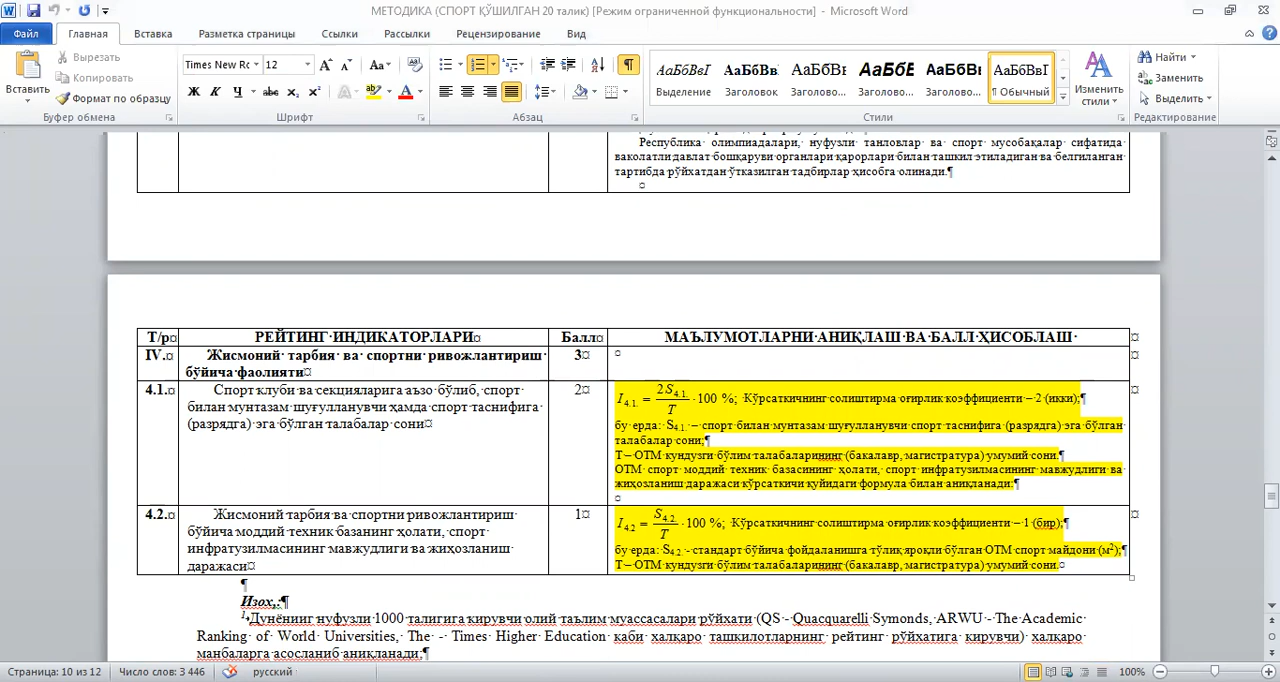 МЕТОДИКА (СПОРТ ҚЎШИЛГАН 20 талик) [Режим ограниченной функциональности] - Microsoft Word
Файл Главная Вставка Разметка страницы Ссылки Рассылки Рецензирование Вид
Вставить
Вырезать
Копировать
Формат по образцу
Буфер обмена
Times New Rc 12
Ж К Ч abc x₂ x² A
Шрифт
Абзац
АаБбВвГ АаБбВв. АаБбВі АаБбВ АаБбВі АаБбВвГ
Выделение Заголовок Заголово... Заголово... Заголово... ¶ Обычный
Стили
Изменить стили
Найти
Заменить
Выделить
Редактирование
Республика олимпиадалари, нуфузли танловлар ва спорт мусобақалар сифатида
ваколатли давлат бошқаруви органлари қарорлари билан ташкил этиладиган ва белгиланган
тартибда рўйхатдан ўтказилган тадбирлар ҳисобга олинади.¶
Т/р РЕЙТИНГ ИНДИКАТОРЛАРИ Балл МАЪЛУМОТЛАРНИ АНИҚЛАШ ВА БАЛЛ ҲИСОБЛАШ
IV. Жисмоний тарбия ва спортни ривожлантириш 3
бўйича фаолияти
4.1. Спорт клуби ва секцияларига аъзо бўлиб, спорт
билан мунтазам шуғулланувчи ҳамда спорт таснифига
(разрядга) эга бўлган талабалар сони
2
I4.1. = 2S4.1. / T · 100 %; Кўрсаткичнинг солиштирма оғирлик коэффициенти – 2 (икки);¶
бу ерда: S4.1. – спорт билан мунтазам шуғулланувчи спорт таснифига (разрядга) эга бўлган
талабалар сони;¶
Т – ОТМ кундузги бўлим талабаларининг (бакалавр, магистратура) умумий сони.¶
ОТМ спорт моддий техник базасининг ҳолати, спорт инфратузилмасининг мавжудлиги ва
жиҳозланиш даражаси кўрсаткичи қуйидаги формула билан аниқланади:¶
4.2. Жисмоний тарбия ва спортни ривожлантириш
бўйича моддий техник базанинг ҳолати, спорт
инфратузилмасининг мавжудлиги ва жиҳозланиш
даражаси
1
I4.2 = S4.2. / T · 100 %; Кўрсаткичнинг солиштирма оғирлик коэффициенти – 1 (бир);¶
бу ерда: S4.2. - стандарт бўйича фойдаланишга тўлиқ яроқли бўлган ОТМ спорт майдони (м²);¶
Т – ОТМ кундузги бўлим талабаларининг (бакалавр, магистратура) умумий сони.
¶
Изоҳ,:¶
¹ Дунёнинг нуфузли 1000 талигига кирувчи олий таълим муассасалари рўйхати (QS - Quacquarelli Symonds, ARWU - The Academic
Ranking of World Universities, The - Times Higher Education каби халқаро ташкилотларнинг рейтинг рўйхатига кирувчи) халқаро
манбаларга асосланиб аниқланади.¶
Страница: 10 из 12 Число слов: 3 446 русский 100%